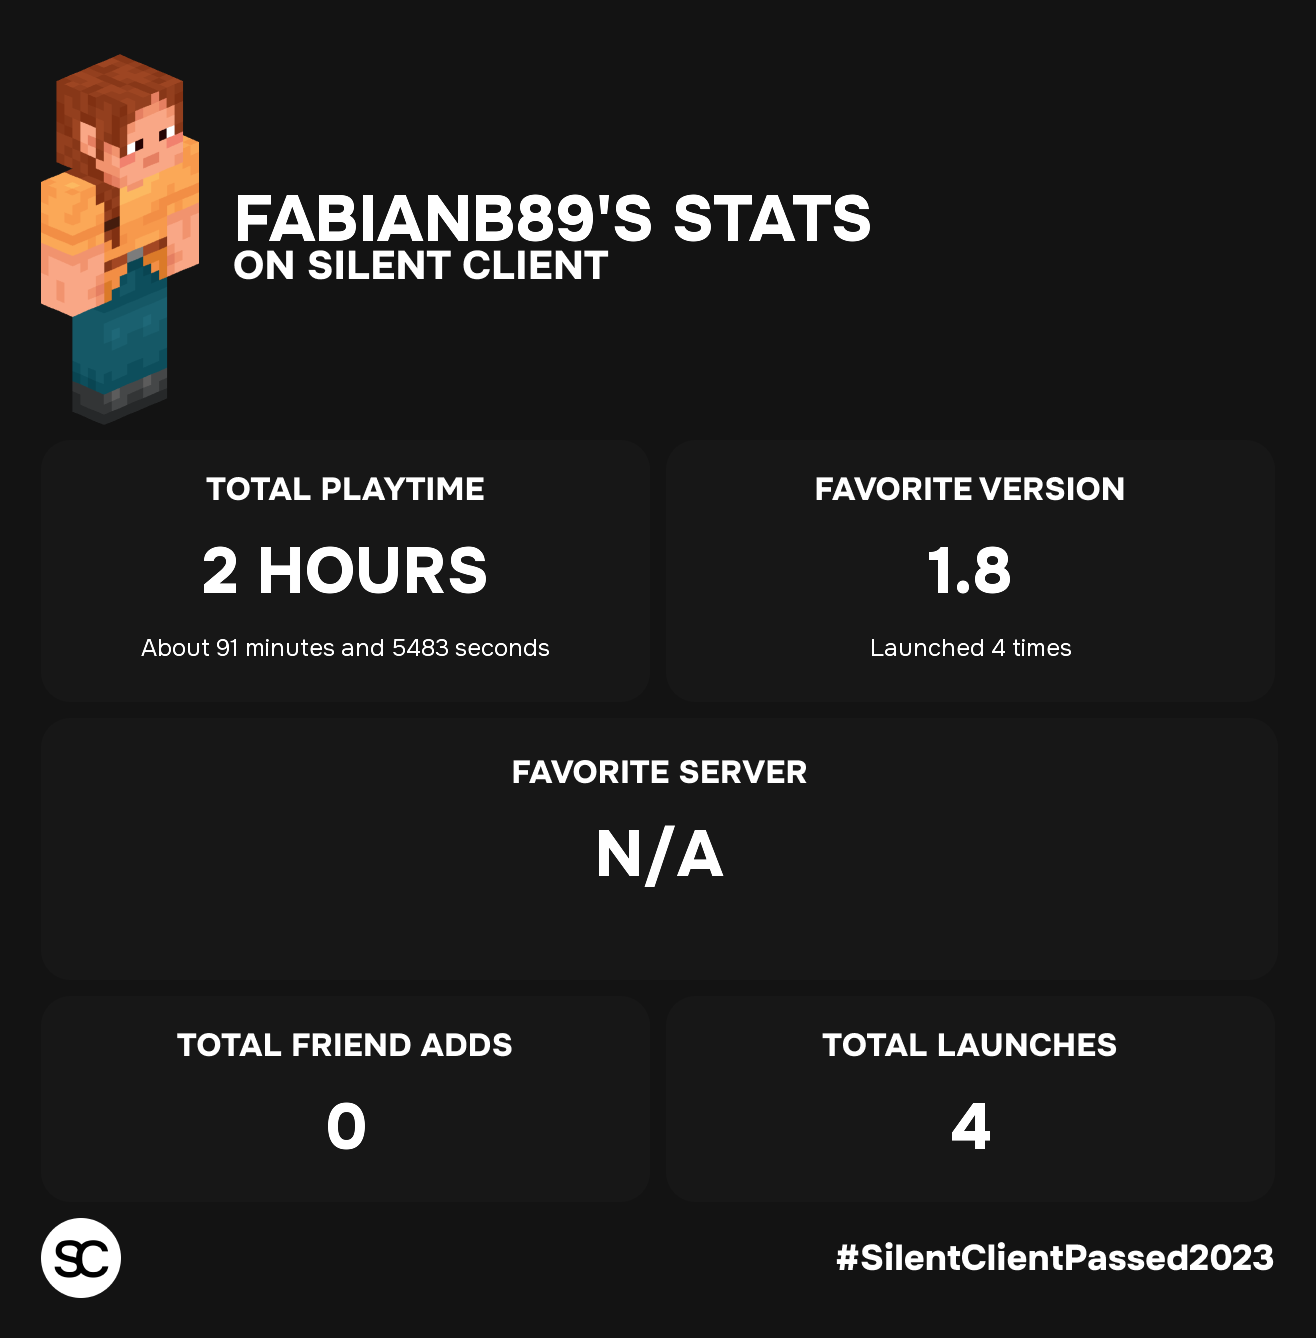 FABIANB89'S STATS
ON SILENT CLIENT
TOTAL PLAYTIME
2 HOURS
About 91 minutes and 5483 seconds
FAVORITE VERSION
1.8
Launched 4 times
FAVORITE SERVER
N/A
TOTAL FRIEND ADDS
0
TOTAL LAUNCHES
4
SC
#SilentClientPassed2023